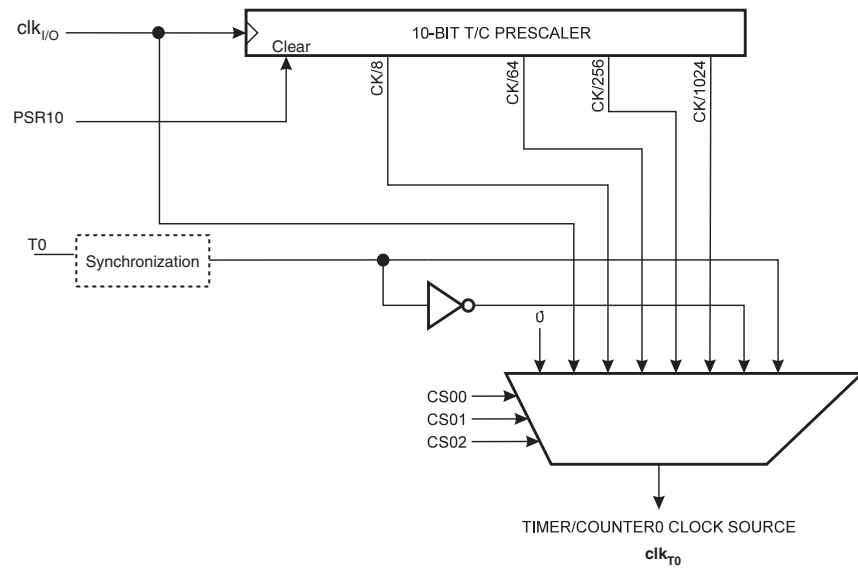 clkI/O
10-BIT T/C PRESCALER
Clear
CK/8
CK/64
CK/256
CK/1024
PSR10
T0
Synchronization
0
CS00
CS01
CS02
TIMER/COUNTER0 CLOCK SOURCE
clkT0